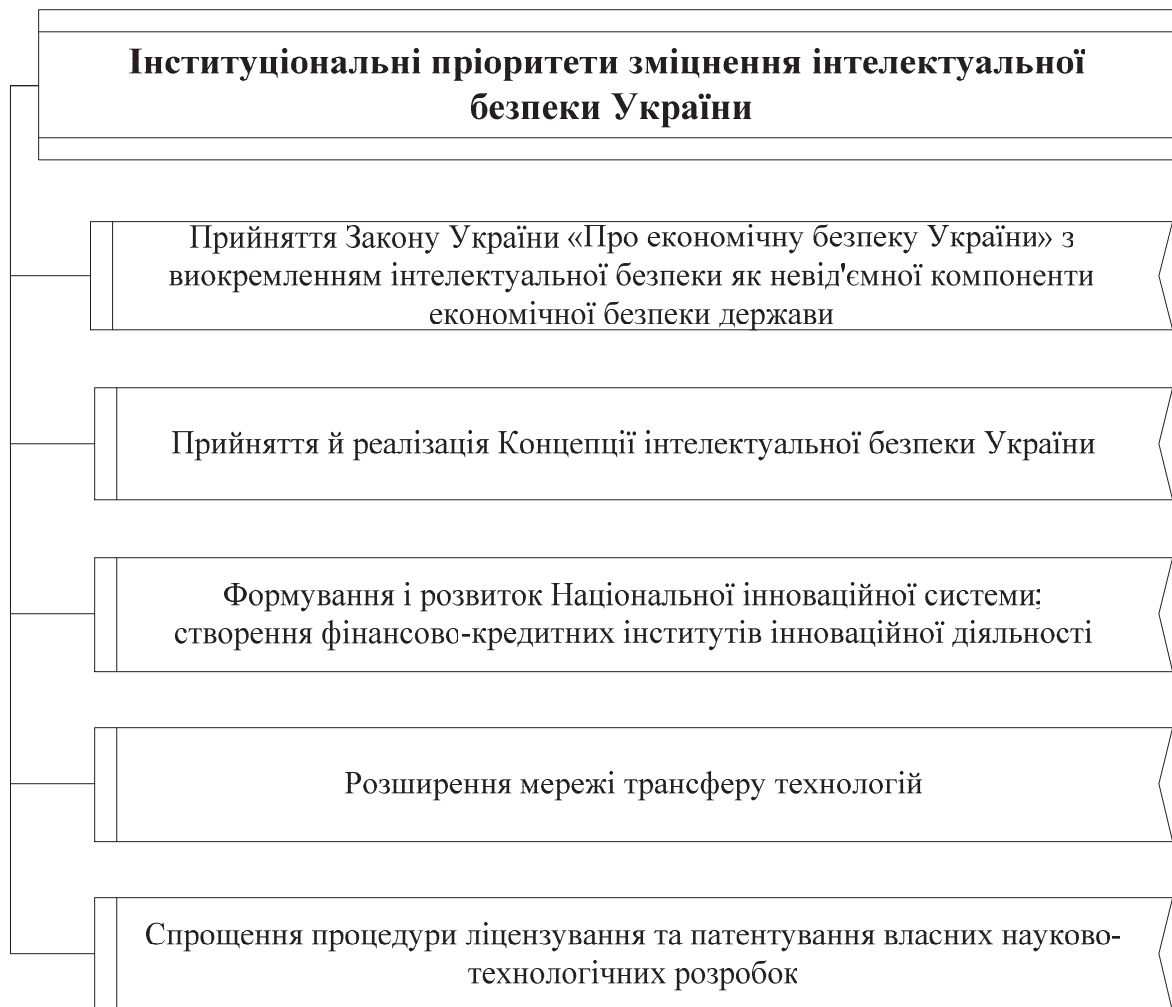 Інституціональні пріоритети зміцнення інтелектуальної
безпеки України
Прийняття Закону України «Про економічну безпеку України» з
виокремленням інтелектуальної безпеки як невід'ємної компоненти
економічної безпеки держави
Прийняття й реалізація Концепції інтелектуальної безпеки України
Формування і розвиток Національної інноваційної системи;
створення фінансово-кредитних інститутів інноваційної діяльності
Розширення мережі трансферу технологій
Спрощення процедури ліцензування та патентування власних науково-
технологічних розробок